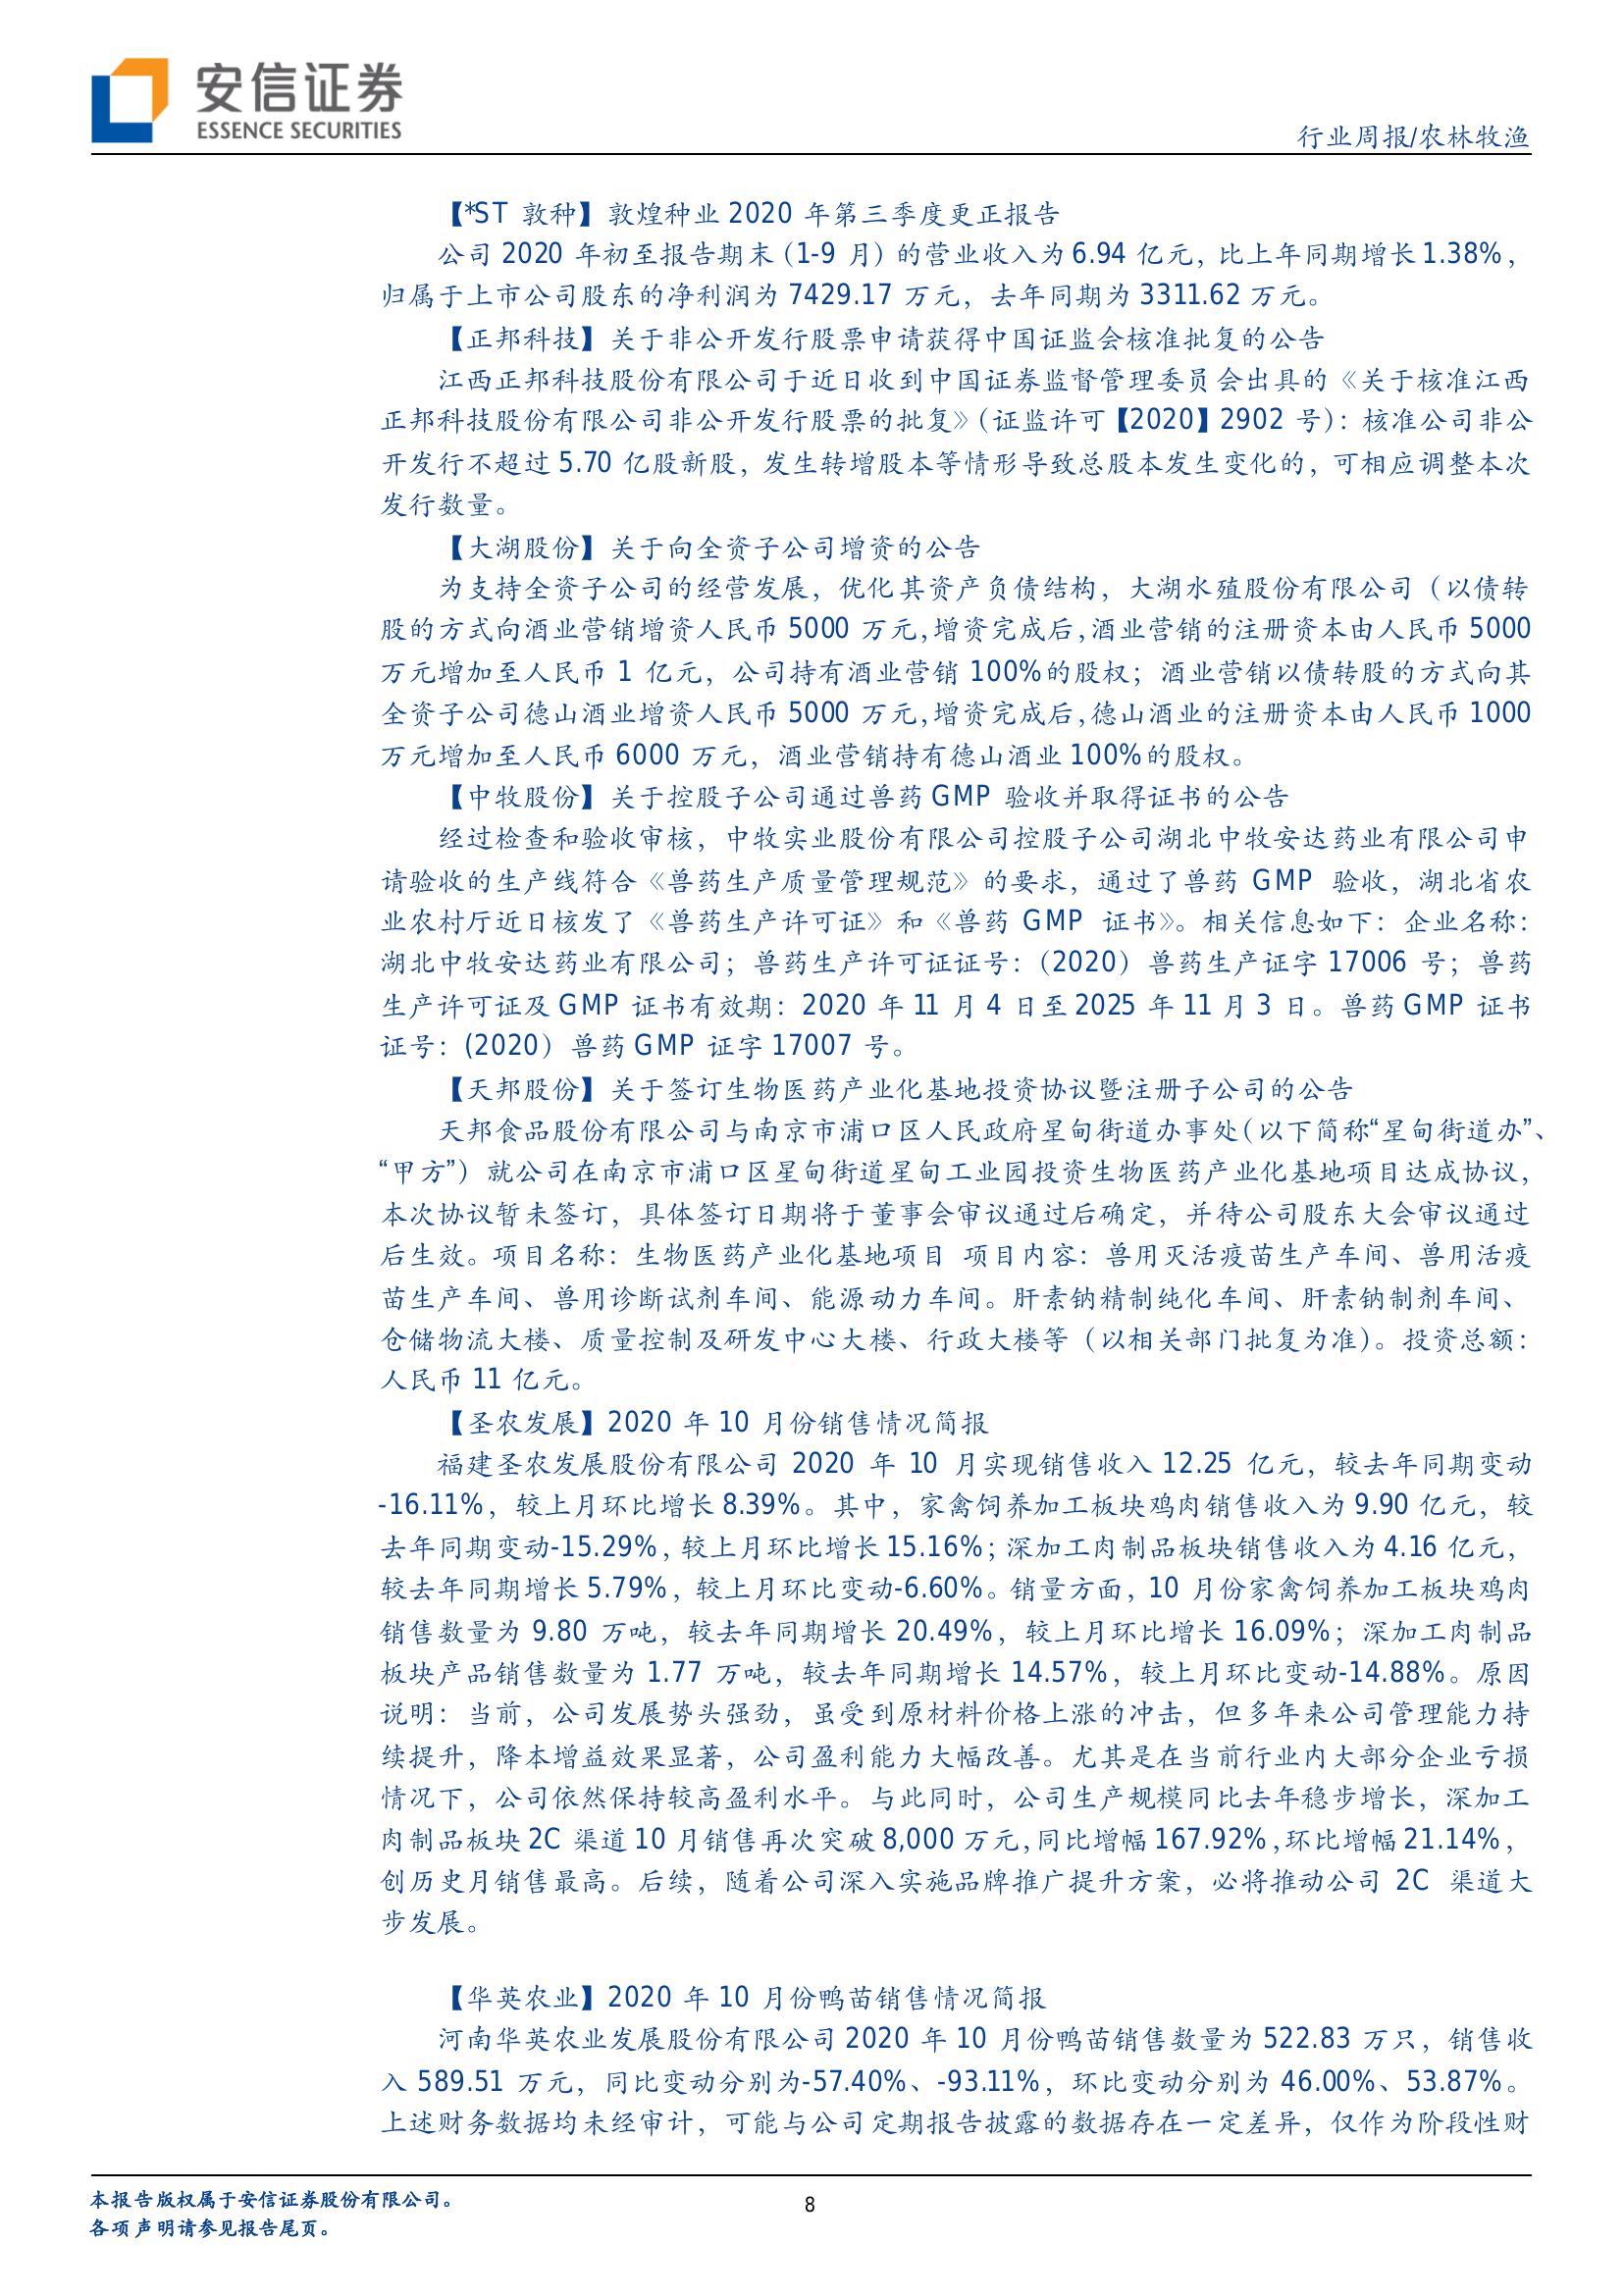 安信证券
ESSENCE SECURITIES
行业周报/农林牧渔
【*ST 敦种】敦煌种业 2020 年第三季度更正报告
公司 2020 年初至报告期末（1-9 月）的营业收入为 6.94 亿元，比上年同期增长 1.38%，
归属于上市公司股东的净利润为 7429.17 万元，去年同期为 3311.62 万元。
【正邦科技】关于非公开发行股票申请获得中国证监会核准批复的公告
江西正邦科技股份有限公司于近日收到中国证券监督管理委员会出具的《关于核准江西
正邦科技股份有限公司非公开发行股票的批复》（证监许可【2020】2902 号）：核准公司非公
开发行不超过 5.70 亿股新股，发生转增股本等情形导致总股本发生变化的，可相应调整本次
发行数量。
【大湖股份】关于向全资子公司增资的公告
为支持全资子公司的经营发展，优化其资产负债结构，大湖水殖股份有限公司（以债转
股的方式向酒业营销增资人民币 5000 万元,增资完成后,酒业营销的注册资本由人民币 5000
万元增加至人民币 1 亿元，公司持有酒业营销 100%的股权；酒业营销以债转股的方式向其
全资子公司德山酒业增资人民币 5000 万元,增资完成后,德山酒业的注册资本由人民币 1000
万元增加至人民币 6000 万元，酒业营销持有德山酒业 100%的股权。
【中牧股份】关于控股子公司通过兽药 GMP 验收并取得证书的公告
经过检查和验收审核，中牧实业股份有限公司控股子公司湖北中牧安达药业有限公司申
请验收的生产线符合《兽药生产质量管理规范》的要求，通过了兽药 GMP 验收，湖北省农
业农村厅近日核发了《兽药生产许可证》和《兽药 GMP 证书》。相关信息如下：企业名称：
湖北中牧安达药业有限公司；兽药生产许可证证号：（2020）兽药生产证字 17006 号；兽药
生产许可证及 GMP 证书有效期：2020 年 11 月 4 日至 2025 年 11 月 3 日。兽药 GMP 证书
证号：(2020）兽药 GMP 证字 17007 号。
【天邦股份】关于签订生物医药产业化基地投资协议暨注册子公司的公告
天邦食品股份有限公司与南京市浦口区人民政府星甸街道办事处（以下简称“星甸街道办”、
“甲方”）就公司在南京市浦口区星甸街道星甸工业园投资生物医药产业化基地项目达成协议，
本次协议暂未签订，具体签订日期将于董事会审议通过后确定，并待公司股东大会审议通过
后生效。项目名称：生物医药产业化基地项目 项目内容：兽用灭活疫苗生产车间、兽用活疫
苗生产车间、兽用诊断试剂车间、能源动力车间。肝素钠精制纯化车间、肝素钠制剂车间、
仓储物流大楼、质量控制及研发中心大楼、行政大楼等（以相关部门批复为准）。投资总额：
人民币 11 亿元。
【圣农发展】2020 年 10 月份销售情况简报
福建圣农发展股份有限公司 2020 年 10 月实现销售收入 12.25 亿元，较去年同期变动
-16.11%，较上月环比增长 8.39%。其中，家禽饲养加工板块鸡肉销售收入为 9.90 亿元，较
去年同期变动-15.29%，较上月环比增长 15.16%；深加工肉制品板块销售收入为 4.16 亿元，
较去年同期增长 5.79%，较上月环比变动-6.60%。销量方面，10 月份家禽饲养加工板块鸡肉
销售数量为 9.80 万吨，较去年同期增长 20.49%，较上月环比增长 16.09%；深加工肉制品
板块产品销售数量为 1.77 万吨，较去年同期增长 14.57%，较上月环比变动-14.88%。原因
说明：当前，公司发展势头强劲，虽受到原材料价格上涨的冲击，但多年来公司管理能力持
续提升，降本增益效果显著，公司盈利能力大幅改善。尤其是在当前行业内大部分企业亏损
情况下，公司依然保持较高盈利水平。与此同时，公司生产规模同比去年稳步增长，深加工
肉制品板块 2C 渠道 10 月销售再次突破 8,000 万元,同比增幅 167.92%,环比增幅 21.14%，
创历史月销售最高。后续，随着公司深入实施品牌推广提升方案，必将推动公司 2C 渠道大
步发展。
【华英农业】2020 年 10 月份鸭苗销售情况简报
河南华英农业发展股份有限公司 2020 年 10 月份鸭苗销售数量为 522.83 万只，销售收
入 589.51 万元，同比变动分别为-57.40%、-93.11%，环比变动分别为 46.00%、53.87%。
上述财务数据均未经审计，可能与公司定期报告披露的数据存在一定差异，仅作为阶段性财
本报告版权属于安信证券股份有限公司。
各项声明请参见报告尾页。
8